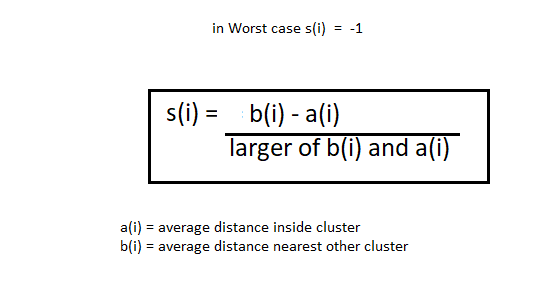 in Worst case s(i) = -1
s(i) = b(i) - a(i)
larger of b(i) and a(i)
a(i) = average distance inside cluster
b(i) = average distance nearest other cluster